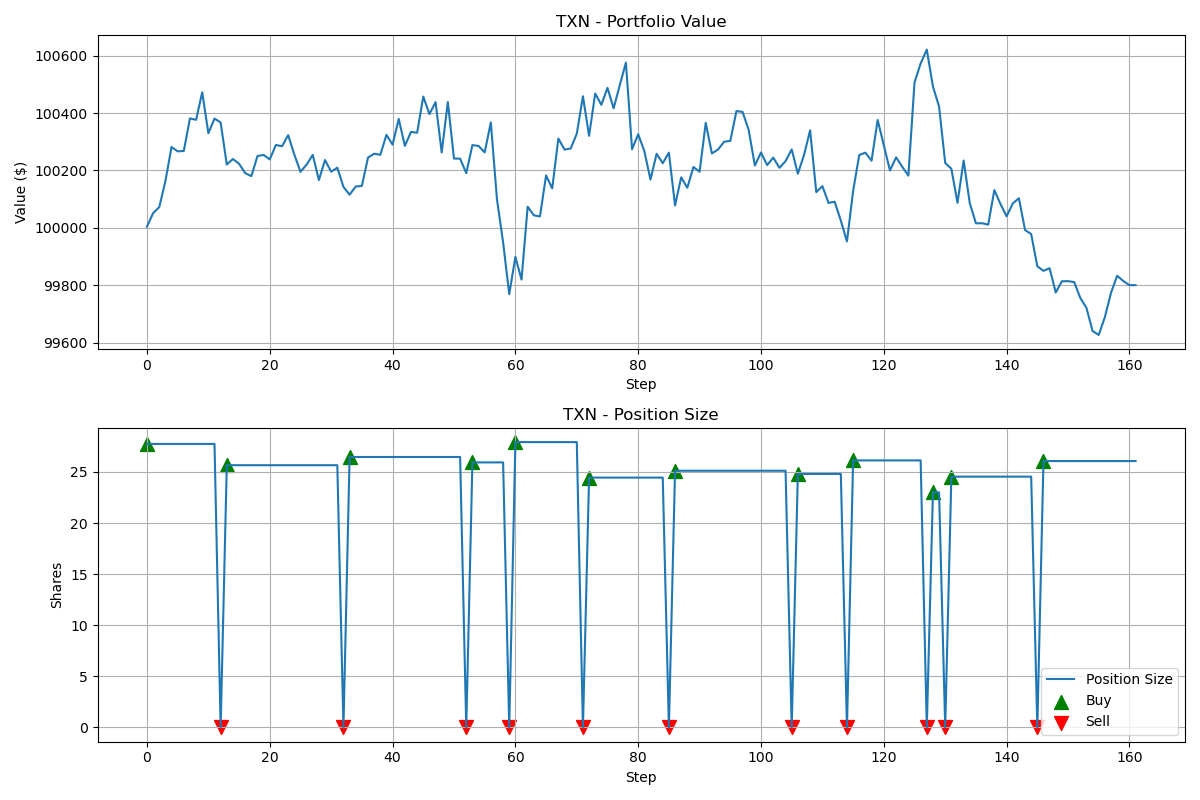 TXN - Portfolio Value
Value ($)
100600
100400
100200
100000
99800
99600
0 20 40 60 80 100 120 140 160
Step
TXN - Position Size
Shares
25
20
15
10
5
0
Position Size
Buy
Sell
0 20 40 60 80 100 120 140 160
Step